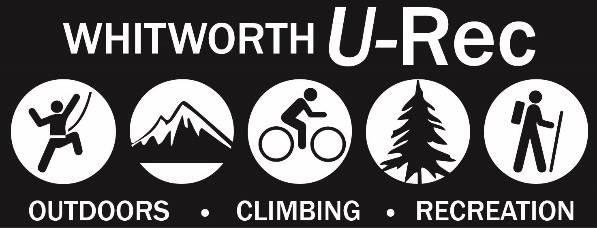 WHITWORTH U-Rec
OUTDOORS • CLIMBING • RECREATION